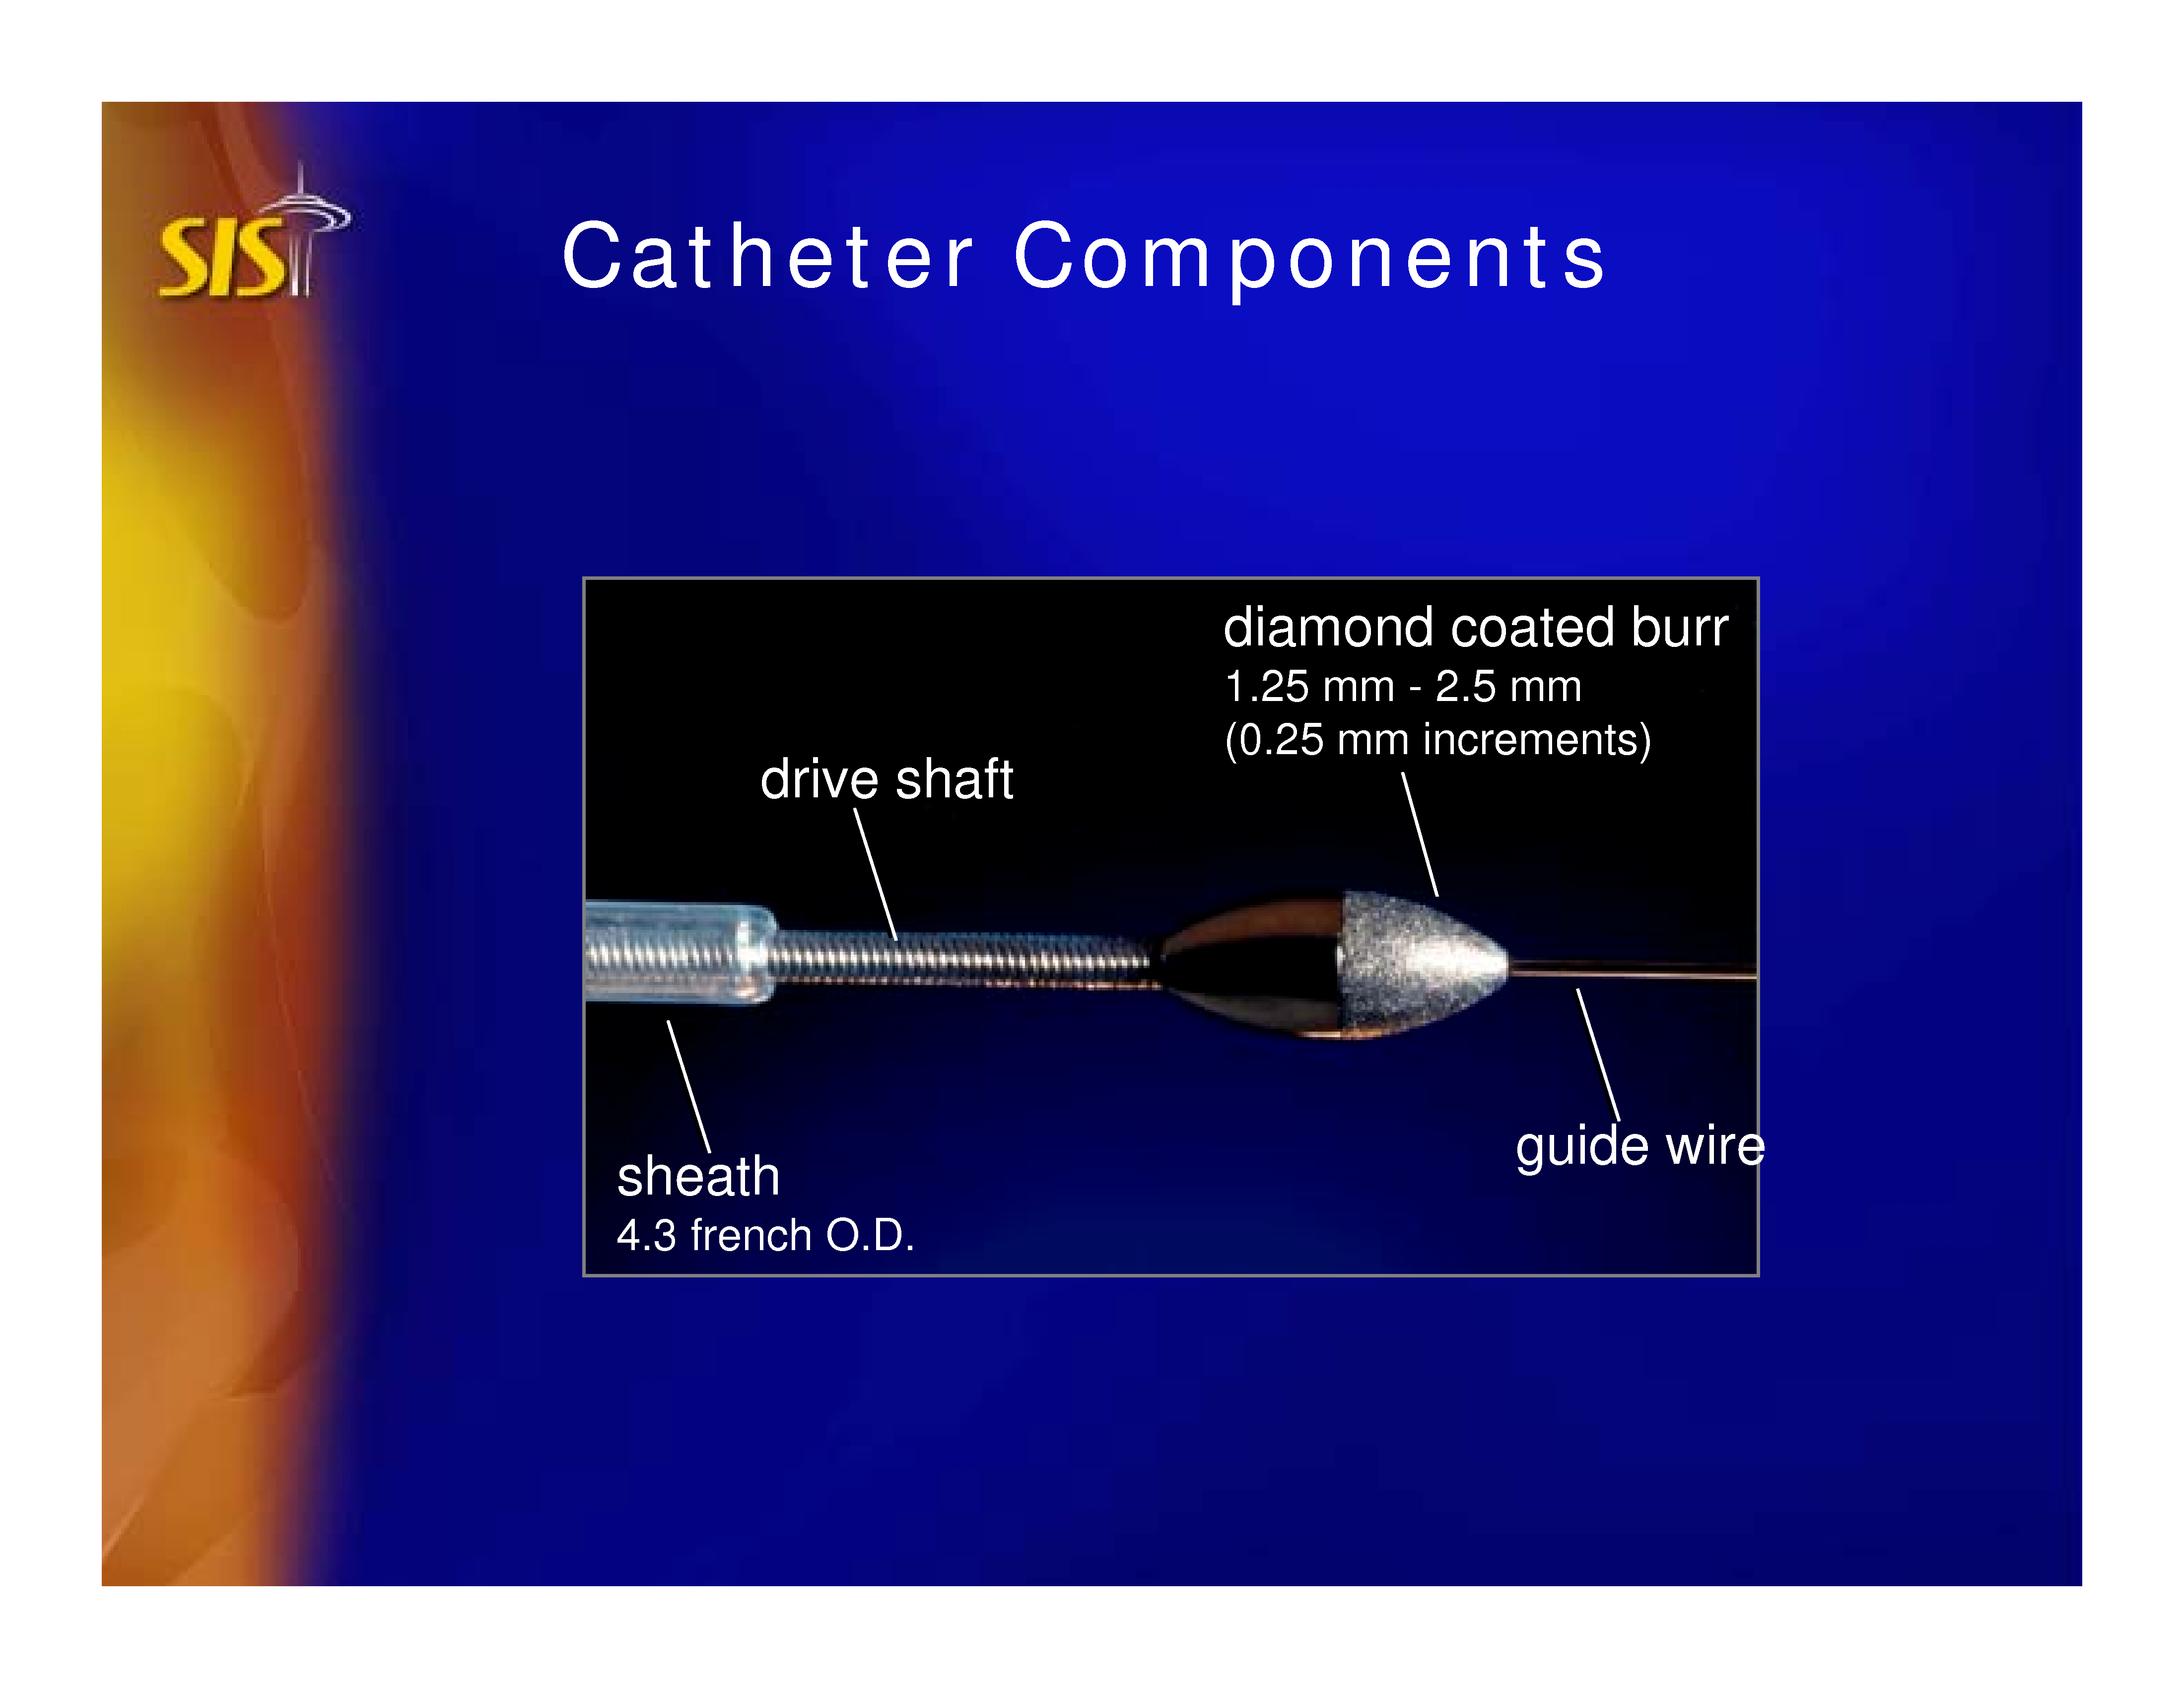 SIS
Catheter Components
diamond coated burr
1.25 mm - 2.5 mm
(0.25 mm increments)
drive shaft
guide wire
sheath
4.3 french O.D.